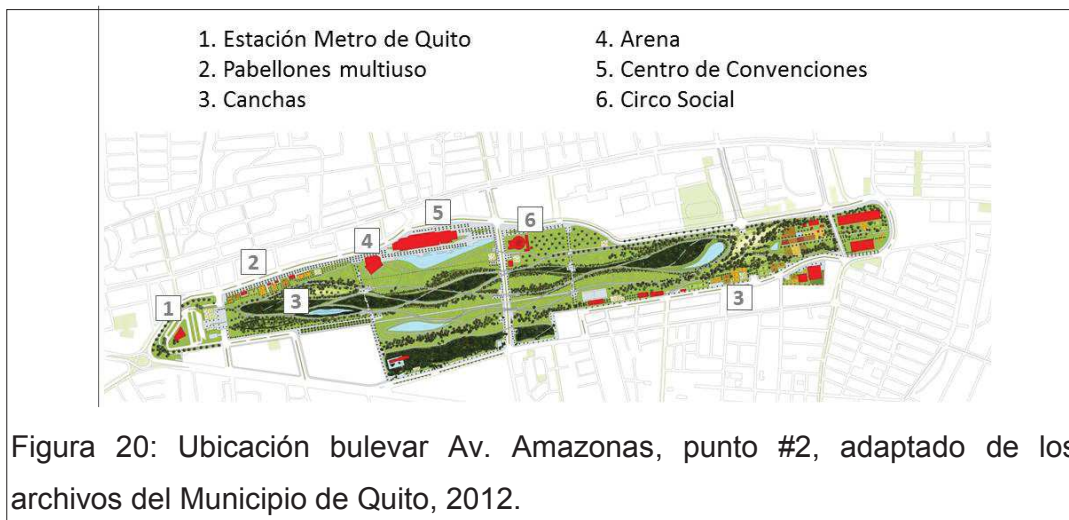 1. Estación Metro de Quito
2. Pabellones multiuso
3. Canchas
4. Arena
5. Centro de Convenciones
6. Circo Social
5
6
4
2
3
1
3
Figura 20: Ubicación bulevar Av. Amazonas, punto #2, adaptado de los
archivos del Municipio de Quito, 2012.